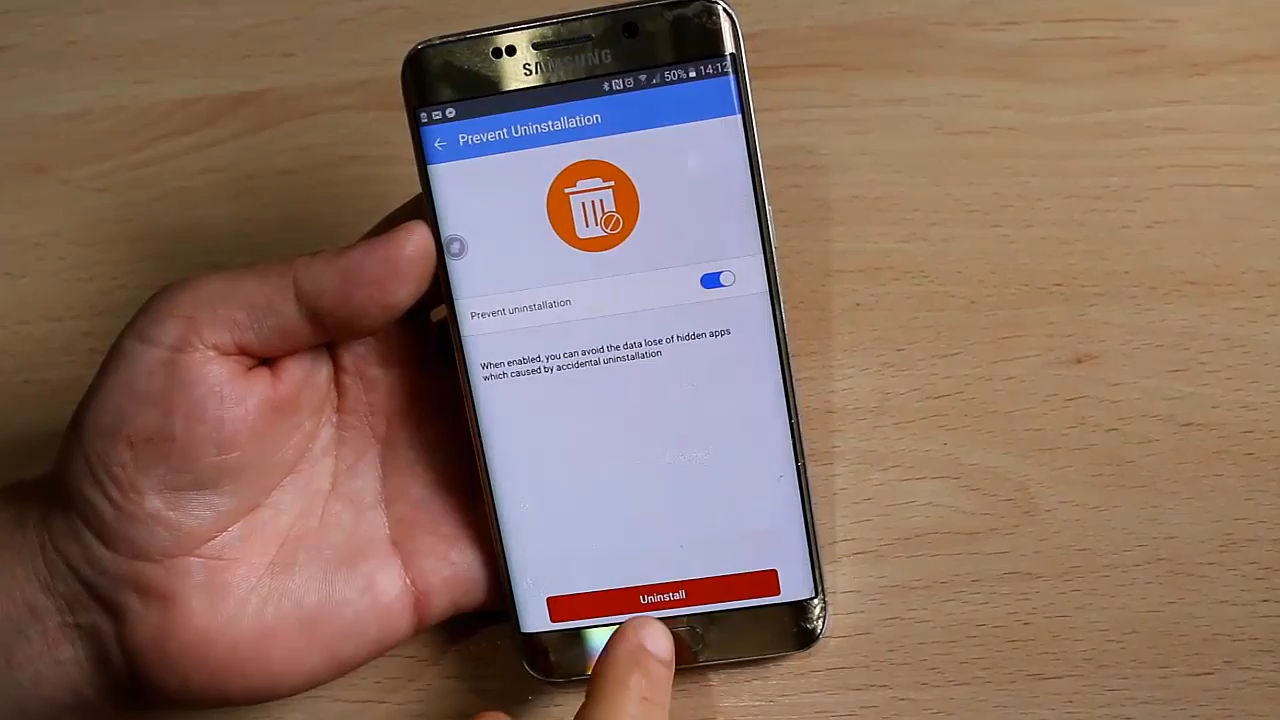 SAMSUNG
50% 14:12
Prevent Uninstallation
Prevent uninstallation
When enabled, you can avoid the data lose of hidden apps
which caused by accidental uninstallation
Uninstall